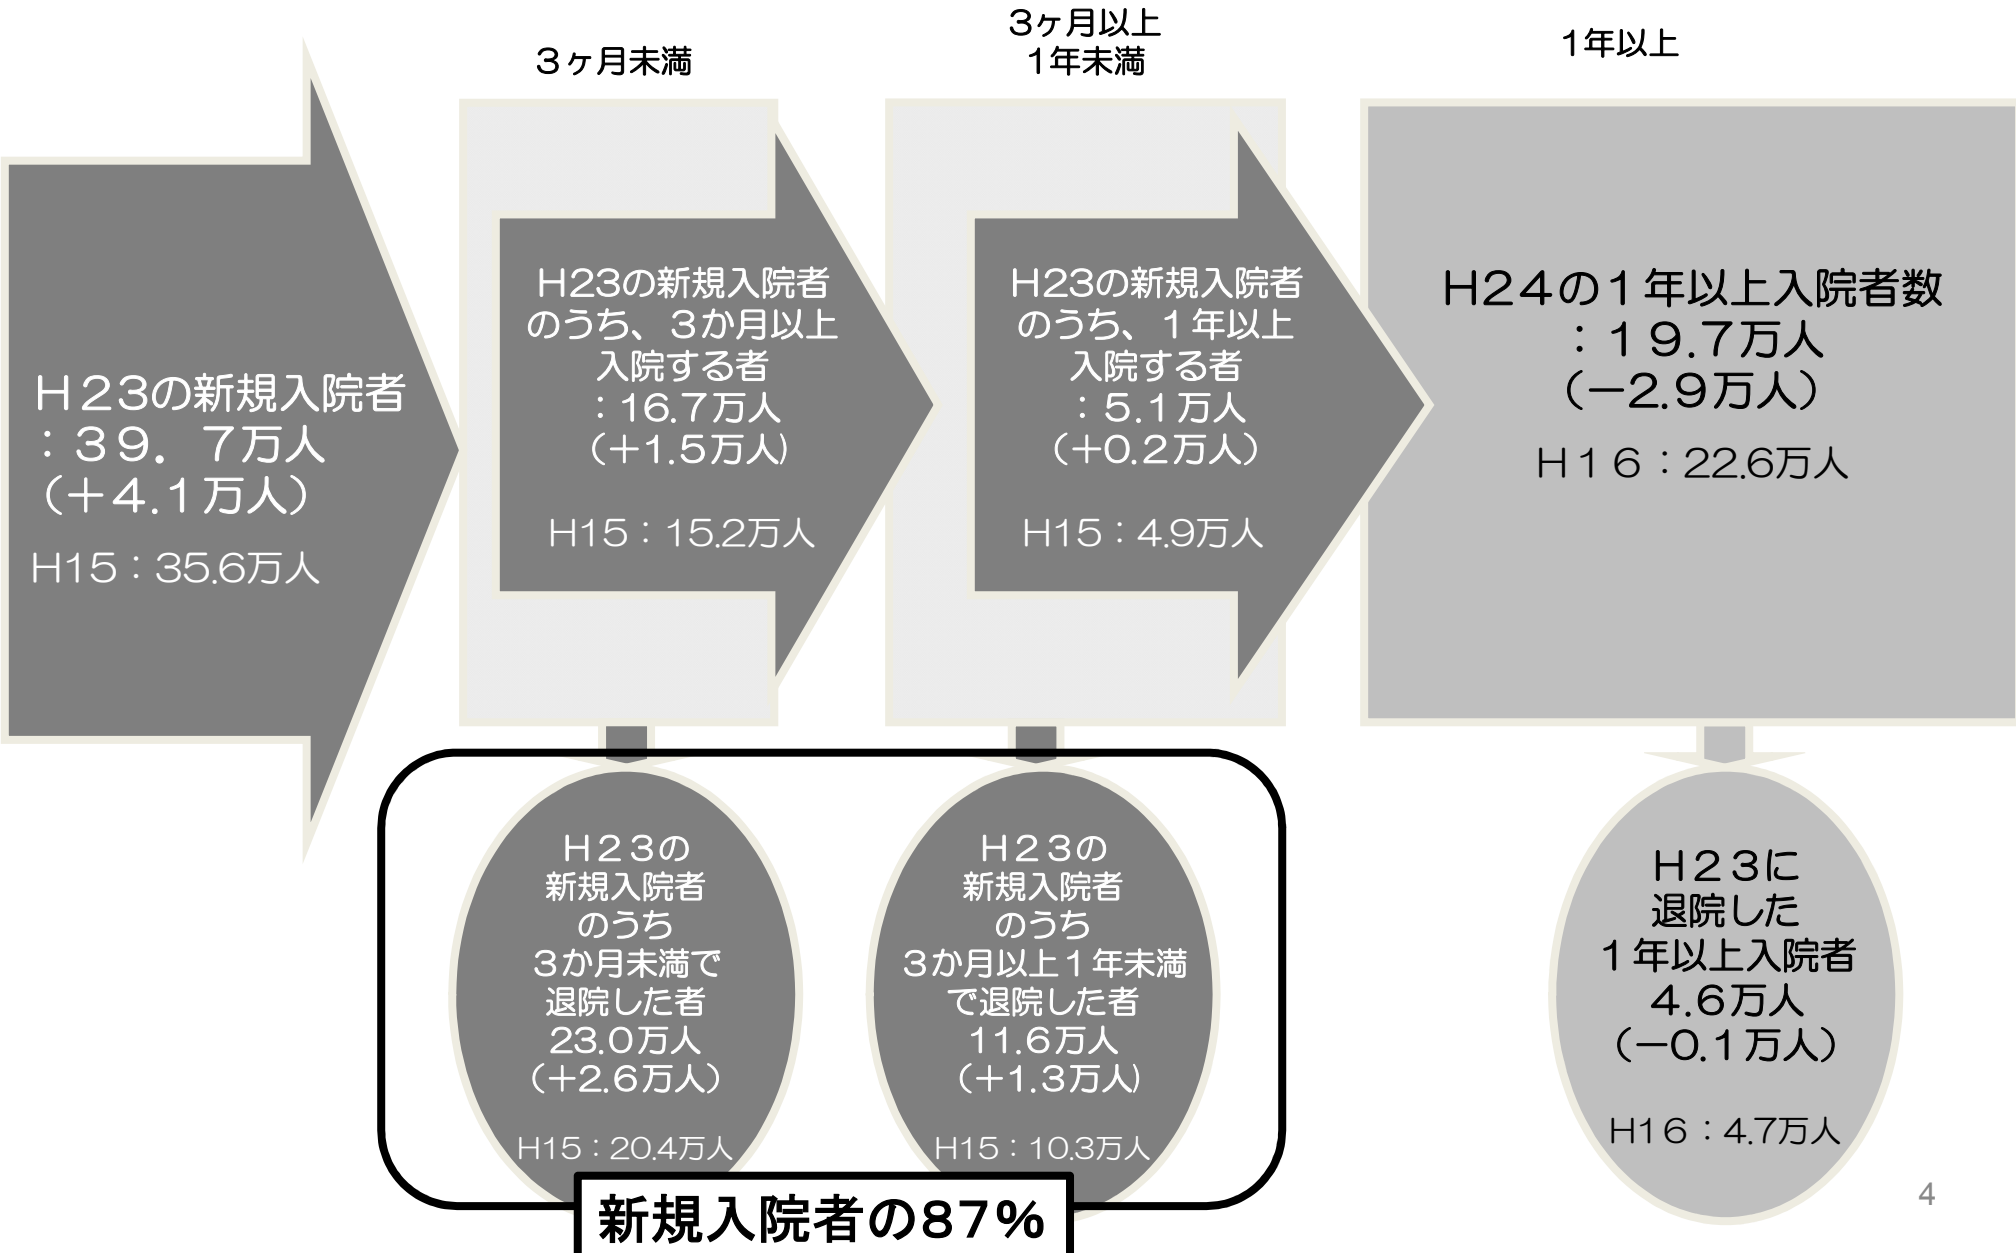 ３ヶ月未満
３ヶ月以上
１年未満
１年以上
Ｈ２３の新規入院者
：３９．７万人
（＋４.１万人）
H15：35.6万人
H23の新規入院者
のうち、３か月以上
入院する者
：16.7万人
（＋1.5万人)
H15：15.2万人
H23の新規入院者
のうち、１年以上
入院する者
：5.1万人
（＋0.2万人）
H15：4.9万人
H２４の１年以上入院者数
：１９.７万人
（－2.9万人）
Ｈ１６：22.6万人
Ｈ２３の
新規入院者
のうち
３か月未満で
退院した者
23.0万人
（＋2.6万人）
H15：20.4万人
Ｈ２３の
新規入院者
のうち
３か月以上１年未満
で退院した者
11.6万人
（＋1.3万人)
H15：10.3万人
Ｈ２３に
退院した
１年以上入院者
4.6万人
（－0.１万人）
H1６：4.7万人
新規入院者の87%
4